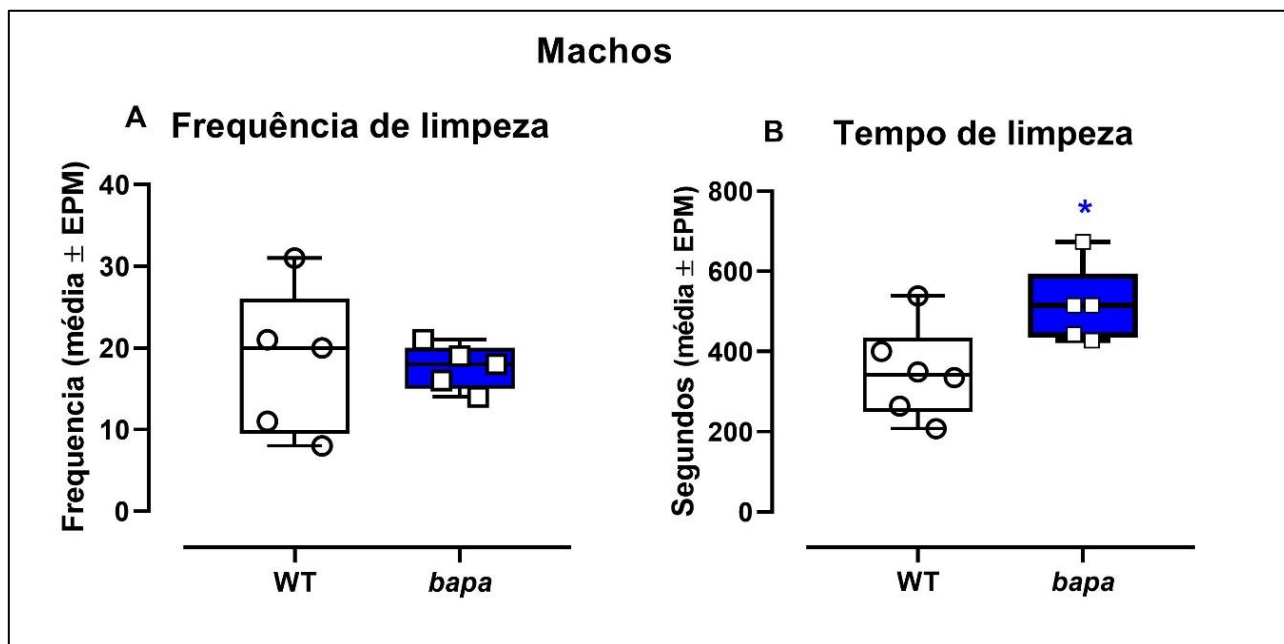 Machos
A Frequência de limpeza
Frequencia (média ± EPM)
40
30
20
10
0
WT bapa
B Tempo de limpeza
Segundos (média ± EPM)
800
600
400
200
0
*
WT bapa